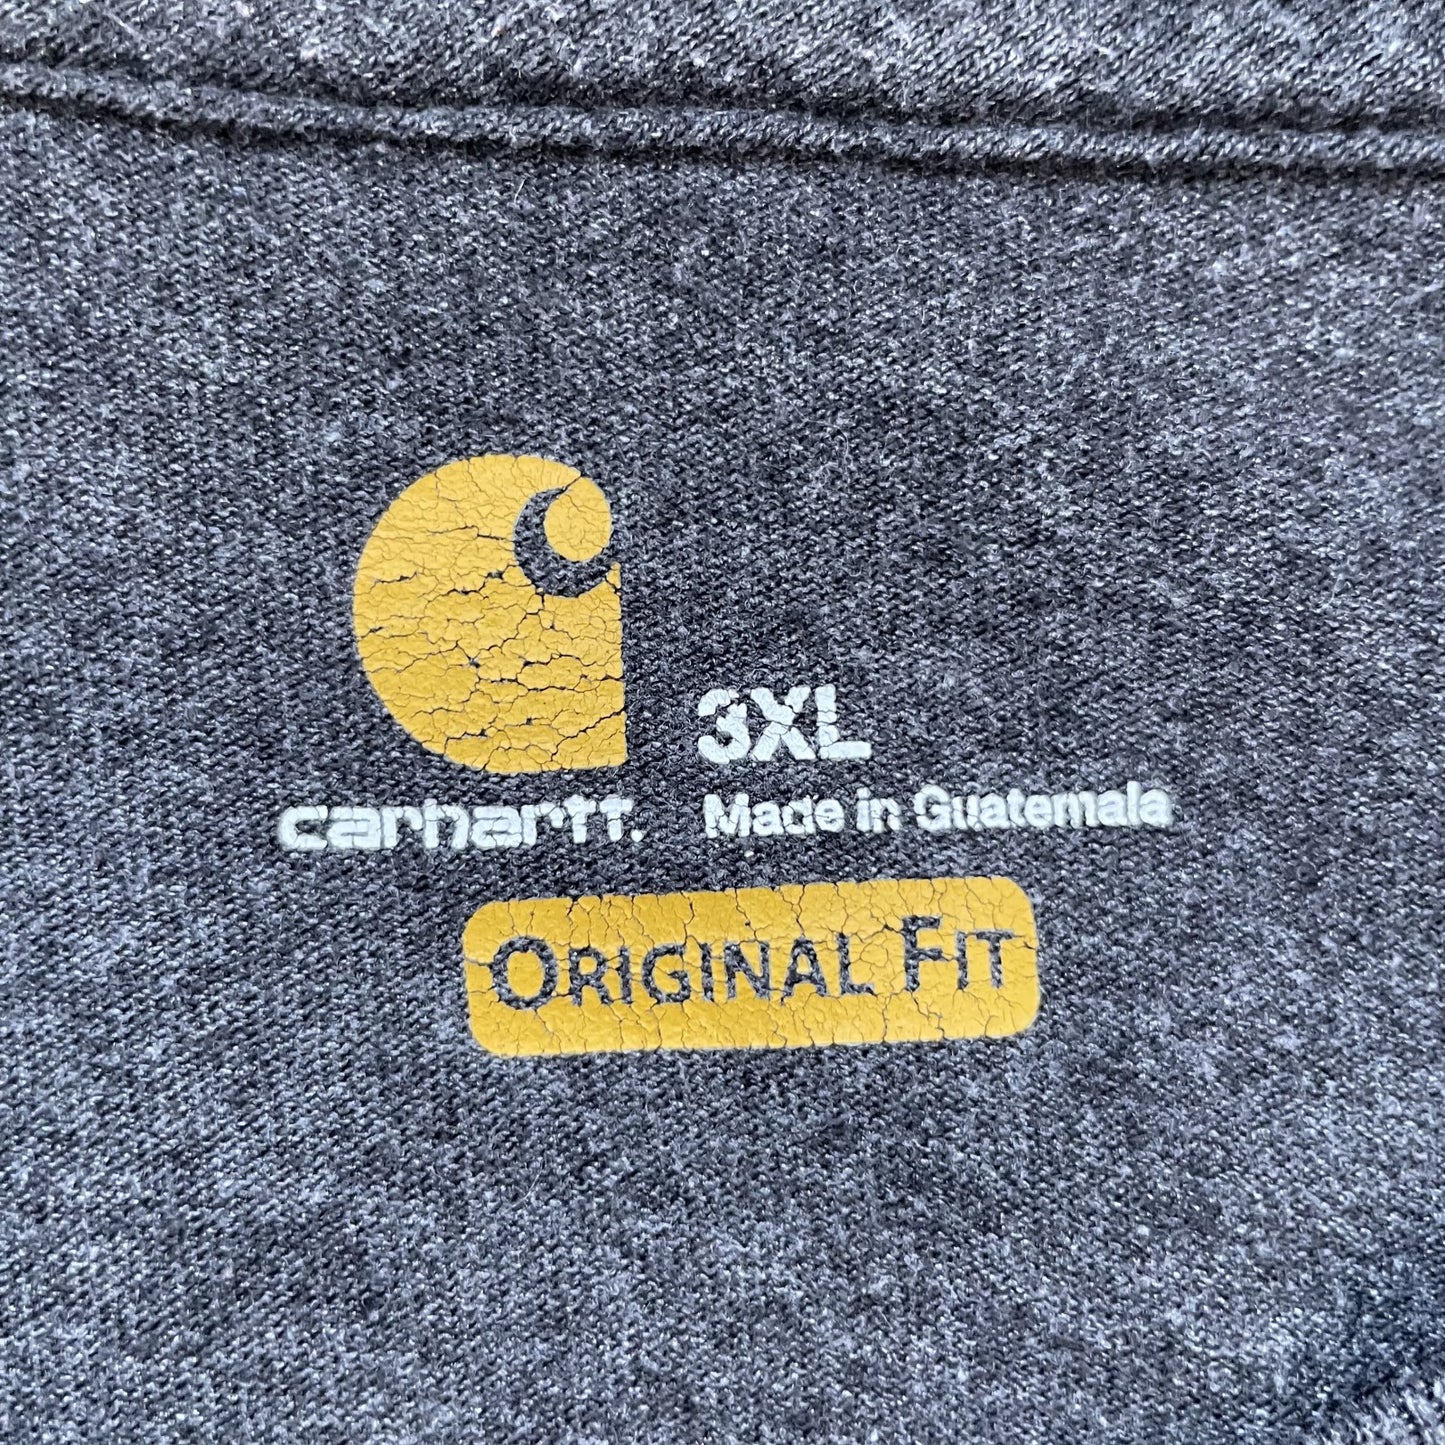 3XL
carhartt.
Made in Guatemala
ORIGINAL FIT